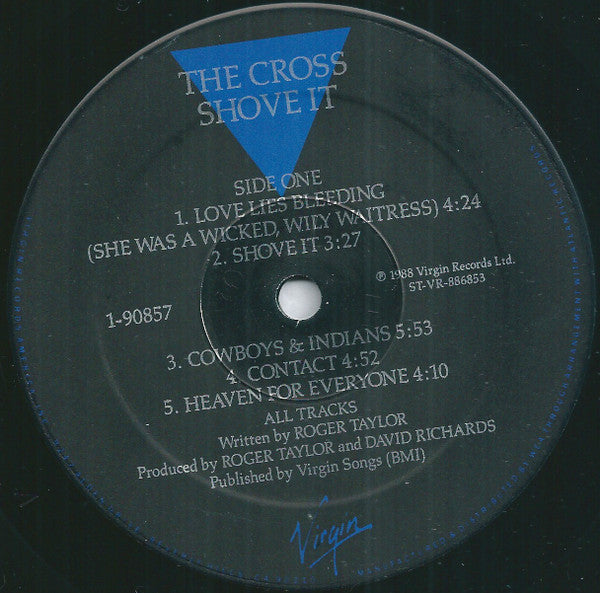 THE CROSS
SHOVE IT
SIDE ONE
1. LOVE LIES BLEEDING
(SHE WAS A WICKED, WILY WAITRESS) 4:24
2. SHOVE IT 3:27
℗ 1988 Virgin Records Ltd.
ST-VR-886853
1-90857
3. COWBOYS & INDIANS 5:53
4. CONTACT 4:52
5. HEAVEN FOR EVERYONE 4:10
ALL TRACKS
Written by ROGER TAYLOR
Produced by ROGER TAYLOR and DAVID RICHARDS
Published by Virgin Songs (BMI)
Virgin